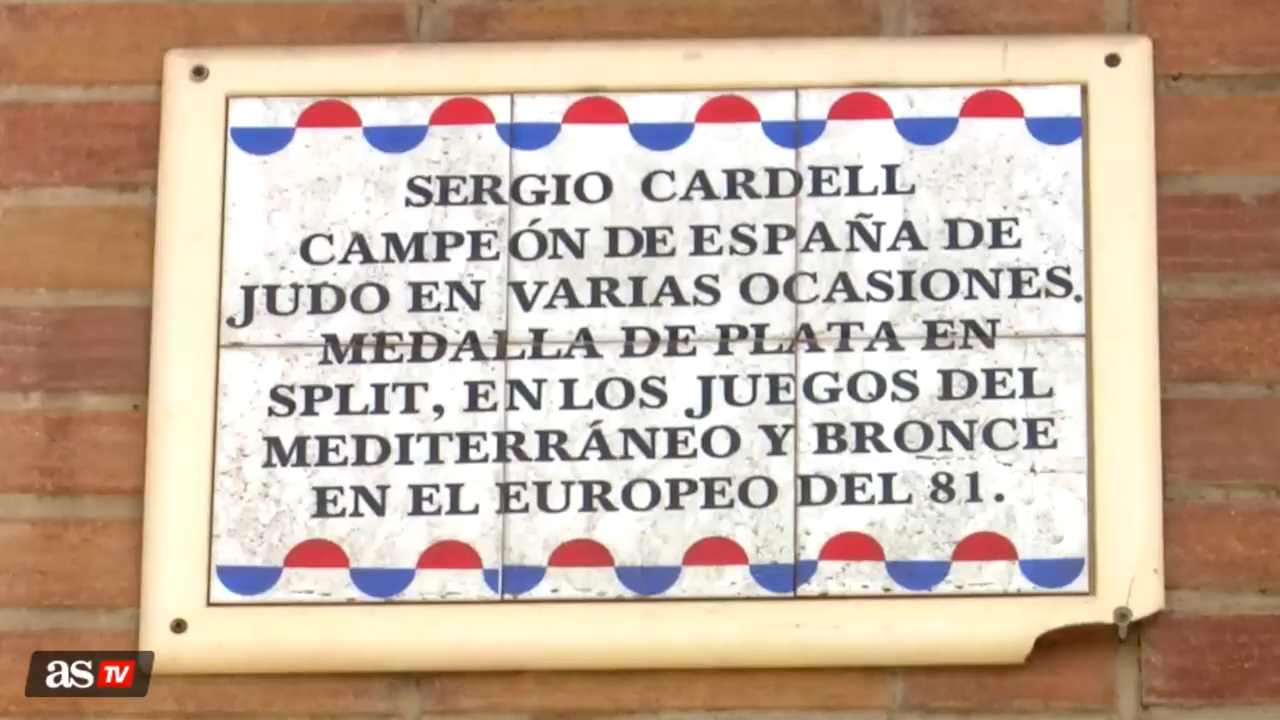 SERGIO CARDELL
CAMPEÓN DE ESPAÑA DE
JUDO EN VARIAS OCASIONES.
MEDALLA DE PLATA EN
SPLIT, EN LOS JUEGOS DEL
MEDITERRÁNEO Y BRONCE
EN EL EUROPEO DEL 81.
as TV